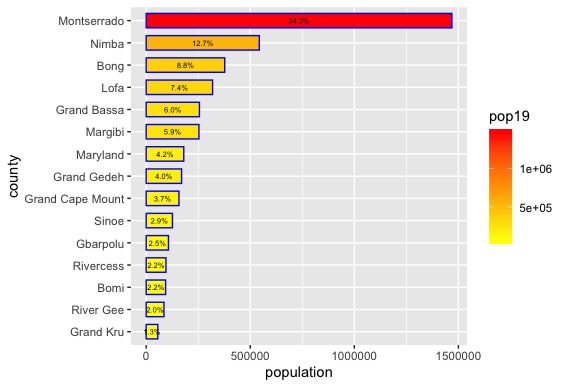 Montserrado 34.3%
Nimba 12.7%
Bong 8.8%
Lofa 7.4%
Grand Bassa 6.0%
Margibi 5.9%
Maryland 4.2%
Grand Gedeh 4.0%
Grand Cape Mount 3.7%
Sinoe 2.9%
Gbarpolu 2.5%
Rivercess 2.2%
Bomi 2.2%
River Gee 2.0%
Grand Kru 1.3%
0 500000 1000000 1500000
population
county
pop19
1e+06
5e+05